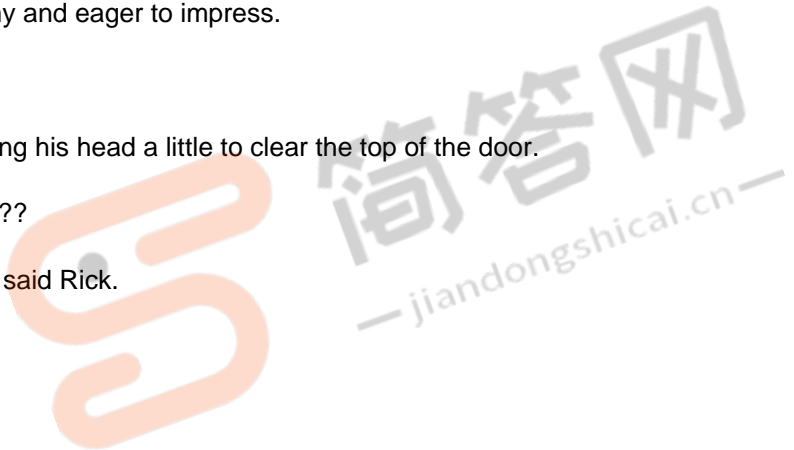 y and eager to impress.
ng his head a little to clear the top of the door.
??
said Rick.
简答网
— jiandongshicai.cn —